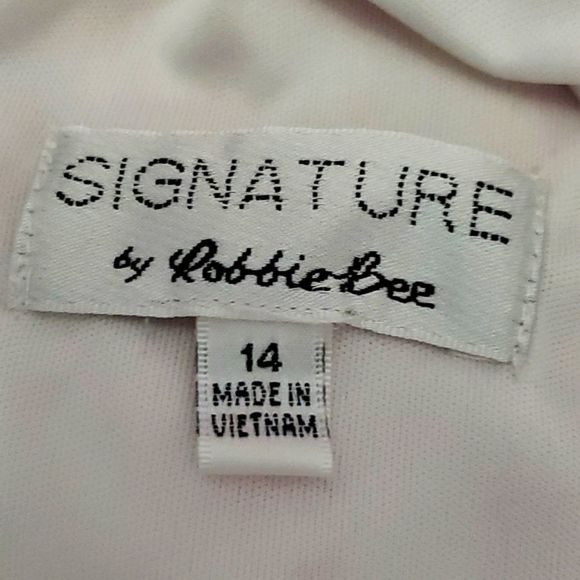 SIGNATURE
by Robbie Bee
14
MADE IN
VIETNAM